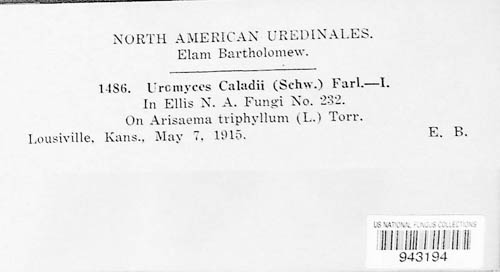 NORTH AMERICAN UREDINALES.
Elam Bartholomew.
1486. Uromyces Caladii (Schw.) Farl.—I.
In Ellis N. A. Fungi No. 232.
On Arisaema triphyllum (L.) Torr.
Lousiville, Kans., May 7, 1915. E. B.
US NATIONAL FUNGUS COLLECTIONS
943194